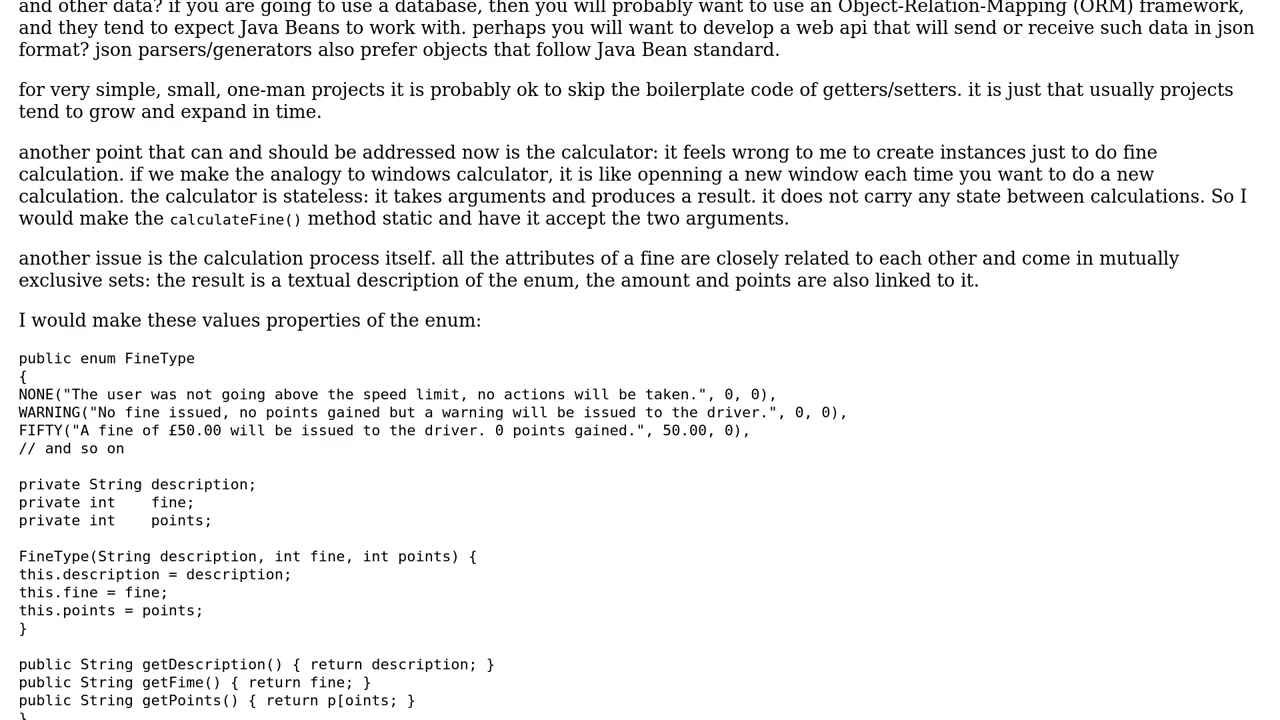 and other data? if you are going to use a database, then you will probably want to use an Object-Relation-Mapping (ORM) framework,
and they tend to expect Java Beans to work with. perhaps you will want to develop a web api that will send or receive such data in json
format? json parsers/generators also prefer objects that follow Java Bean standard.
for very simple, small, one-man projects it is probably ok to skip the boilerplate code of getters/setters. it is just that usually projects
tend to grow and expand in time.
another point that can and should be addressed now is the calculator: it feels wrong to me to create instances just to do fine
calculation. if we make the analogy to windows calculator, it is like openning a new window each time you want to do a new
calculation. the calculator is stateless: it takes arguments and produces a result. it does not carry any state between calculations. So I
would make the calculateFine() method static and have it accept the two arguments.
another issue is the calculation process itself. all the attributes of a fine are closely related to each other and come in mutually
exclusive sets: the result is a textual description of the enum, the amount and points are also linked to it.
I would make these values properties of the enum:
public enum FineType
{
NONE("The user was not going above the speed limit, no actions will be taken.", 0, 0),
WARNING("No fine issued, no points gained but a warning will be issued to the driver.", 0, 0),
FIFTY("A fine of £50.00 will be issued to the driver. 0 points gained.", 50.00, 0),
// and so on
private String description;
private int    fine;
private int    points;
FineType(String description, int fine, int points) {
this.description = description;
this.fine = fine;
this.points = points;
}
public String getDescription() { return description; }
public String getFime() { return fine; }
public String getPoints() { return p[oints; }
}